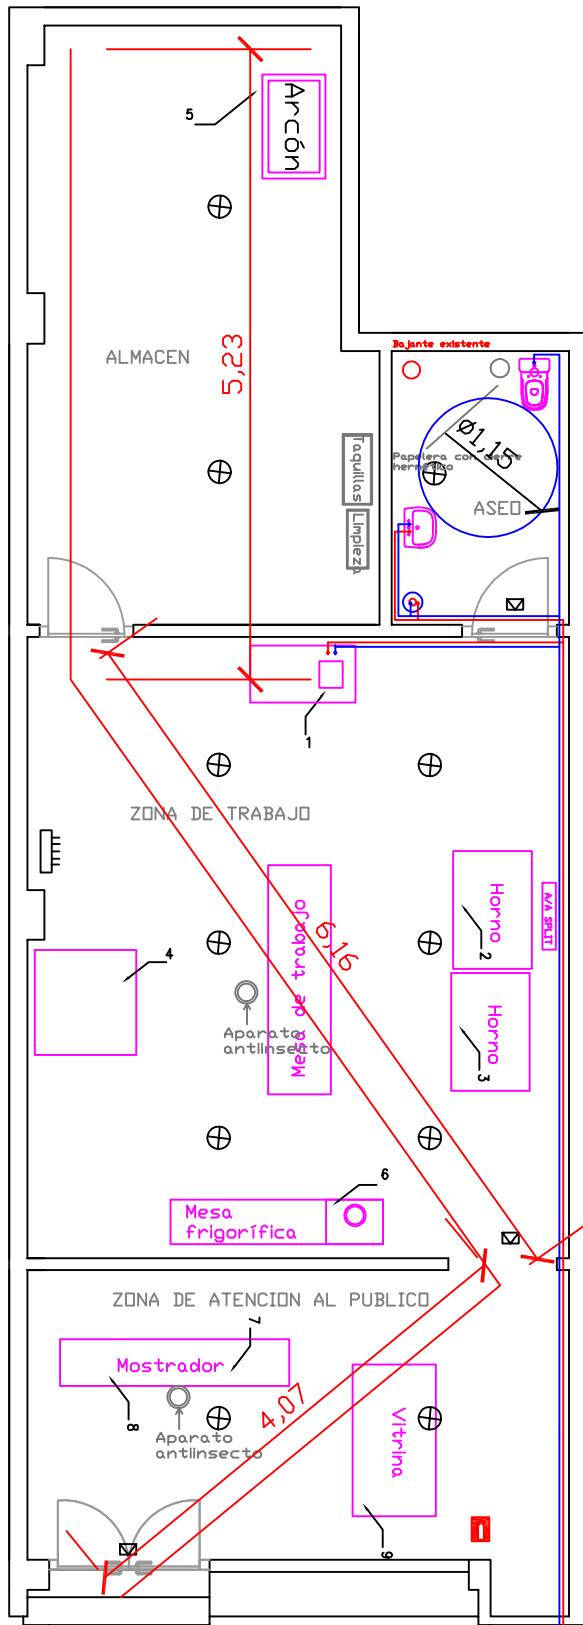 Arcón
5
Bajante existente
5,23
ALMACEN
ø1,15
Taquillas
Papelera con cierre
hermético
ASEO
Limpieza
1
ZONA DE TRABAJO
Horno
A/A SPLIT
Mesa de trabajo
6,16
2
4
Horno
Aparato
antiinsecto
3
6
Mesa
frigorífica
ZONA DE ATENCION AL PUBLICO
7
Mostrador
4,07
Vitrina
8
Aparato
antiinsecto
9